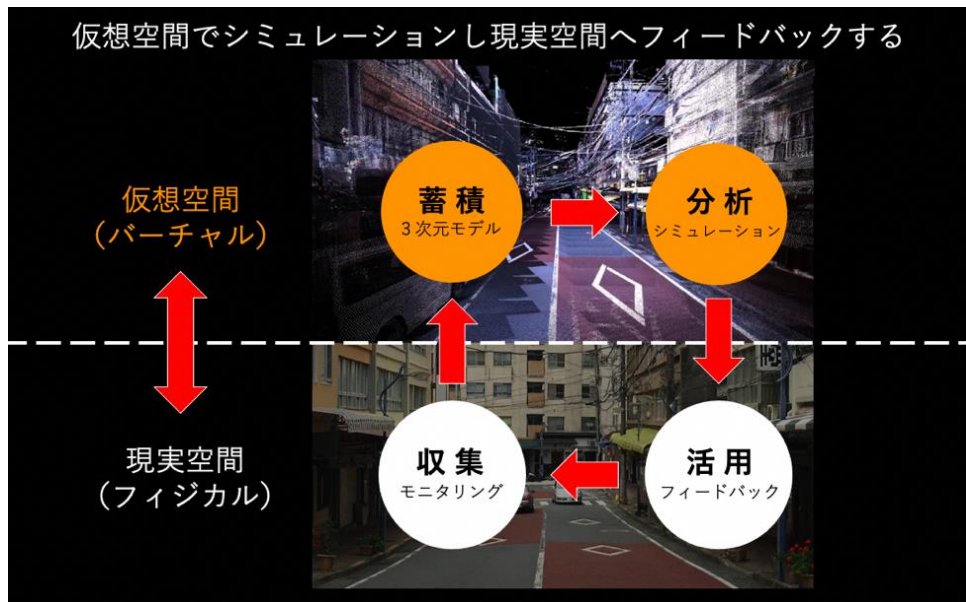 仮想空間でシミュレーションし現実空間へフィードバックする
仮想空間
(バーチャル)
蓄積
3次元モデル
分析
シミュレーション
現実空間
(フィジカル)
収集
モニタリング
活用
フィードバック